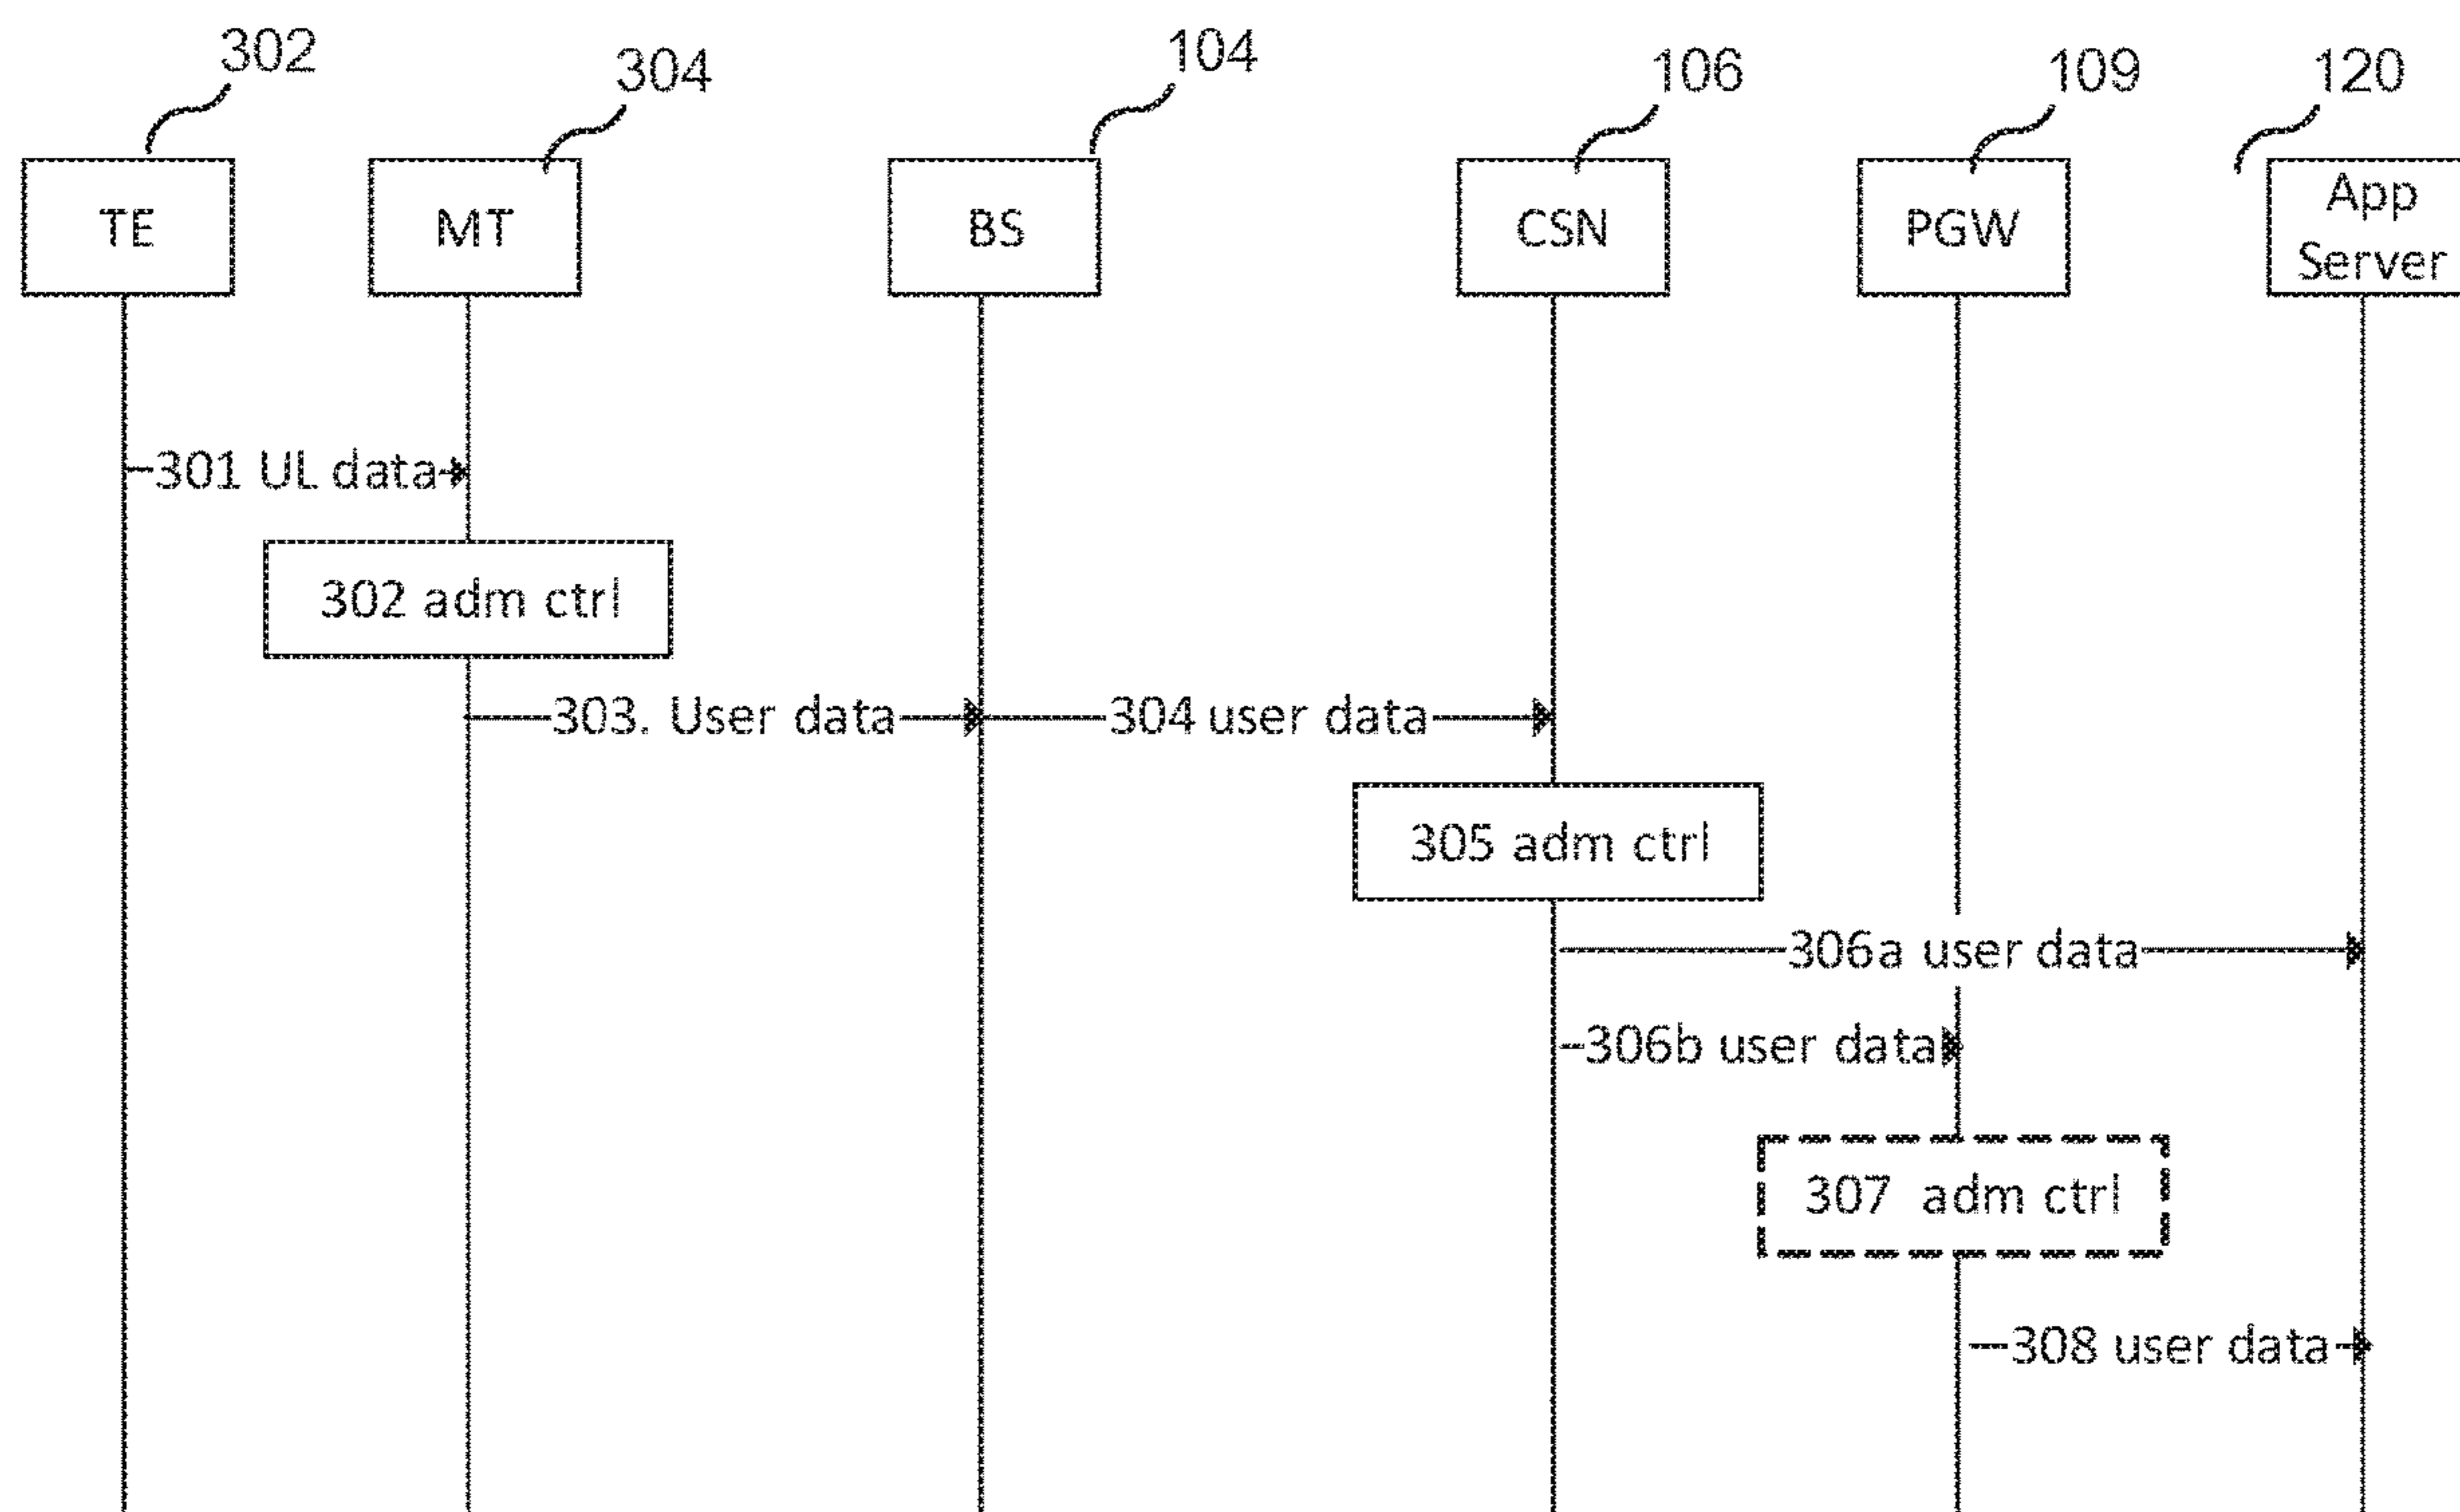 302
304
104
106
109
120
TE
MT
BS
CSN
PGW
App
Server
301 UL data
302 adm ctrl
303. User data
304 user data
305 adm ctrl
306a user data
306b user data
307 adm ctrl
308 user data